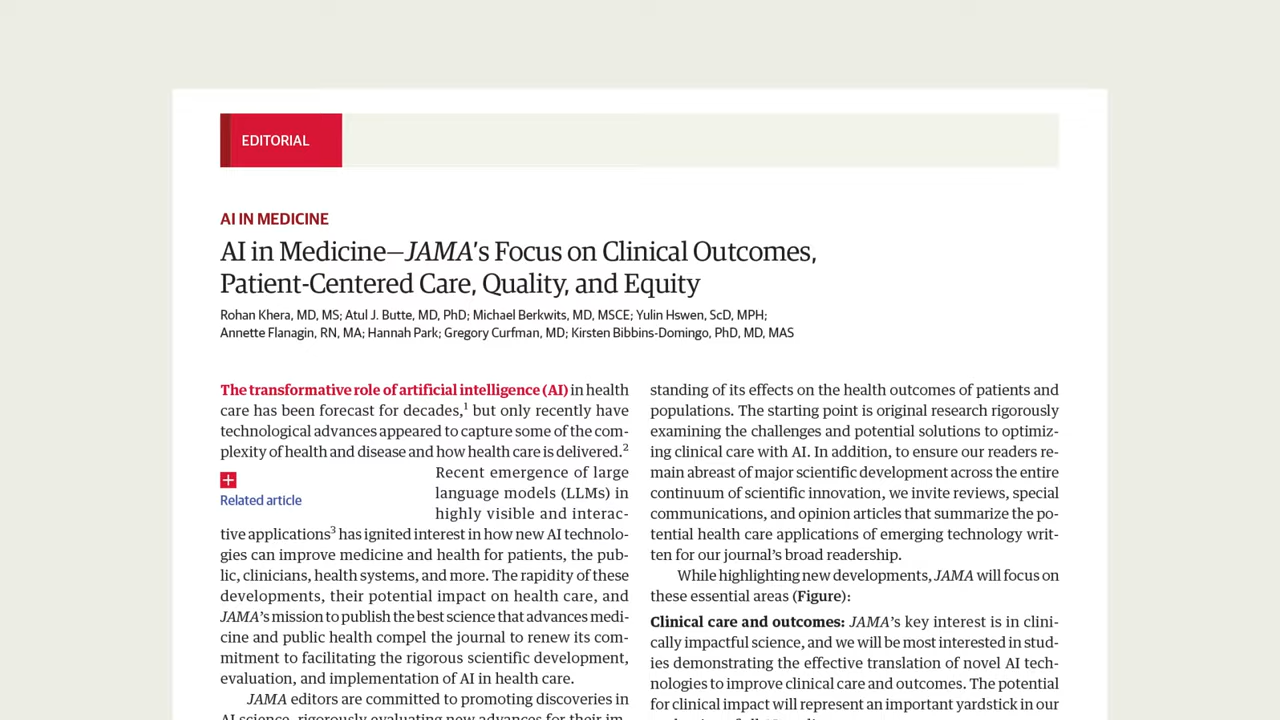 EDITORIAL
AI IN MEDICINE
AI in Medicine—JAMA's Focus on Clinical Outcomes,
Patient-Centered Care, Quality, and Equity
Rohan Khera, MD, MS; Atul J. Butte, MD, PhD; Michael Berkwits, MD, MSCE; Yulin Hswen, ScD, MPH;
Annette Flanagin, RN, MA; Hannah Park; Gregory Curfman, MD; Kirsten Bibbins-Domingo, PhD, MD, MAS
The transformative role of artificial intelligence (AI) in health
care has been forecast for decades,1 but only recently have
technological advances appeared to capture some of the com-
plexity of health and disease and how health care is delivered.2
Recent emergence of large
language models (LLMs) in
highly visible and interac-
Related article
tive applications3 has ignited interest in how new AI technolo-
gies can improve medicine and health for patients, the pub-
lic, clinicians, health systems, and more. The rapidity of these
developments, their potential impact on health care, and
JAMA's mission to publish the best science that advances medi-
cine and public health compel the journal to renew its com-
mitment to facilitating the rigorous scientific development,
evaluation, and implementation of AI in health care.
JAMA editors are committed to promoting discoveries in
AI science, rigorously evaluating new advances for their im-
standing of its effects on the health outcomes of patients and
populations. The starting point is original research rigorously
examining the challenges and potential solutions to optimiz-
ing clinical care with AI. In addition, to ensure our readers re-
main abreast of major scientific development across the entire
continuum of scientific innovation, we invite reviews, special
communications, and opinion articles that summarize the po-
tential health care applications of emerging technology writ-
ten for our journal's broad readership.
While highlighting new developments, JAMA will focus on
these essential areas (Figure):
Clinical care and outcomes: JAMA's key interest is in clini-
cally impactful science, and we will be most interested in stud-
ies demonstrating the effective translation of novel AI tech-
nologies to improve clinical care and outcomes. The potential
for clinical impact will represent an important yardstick in our